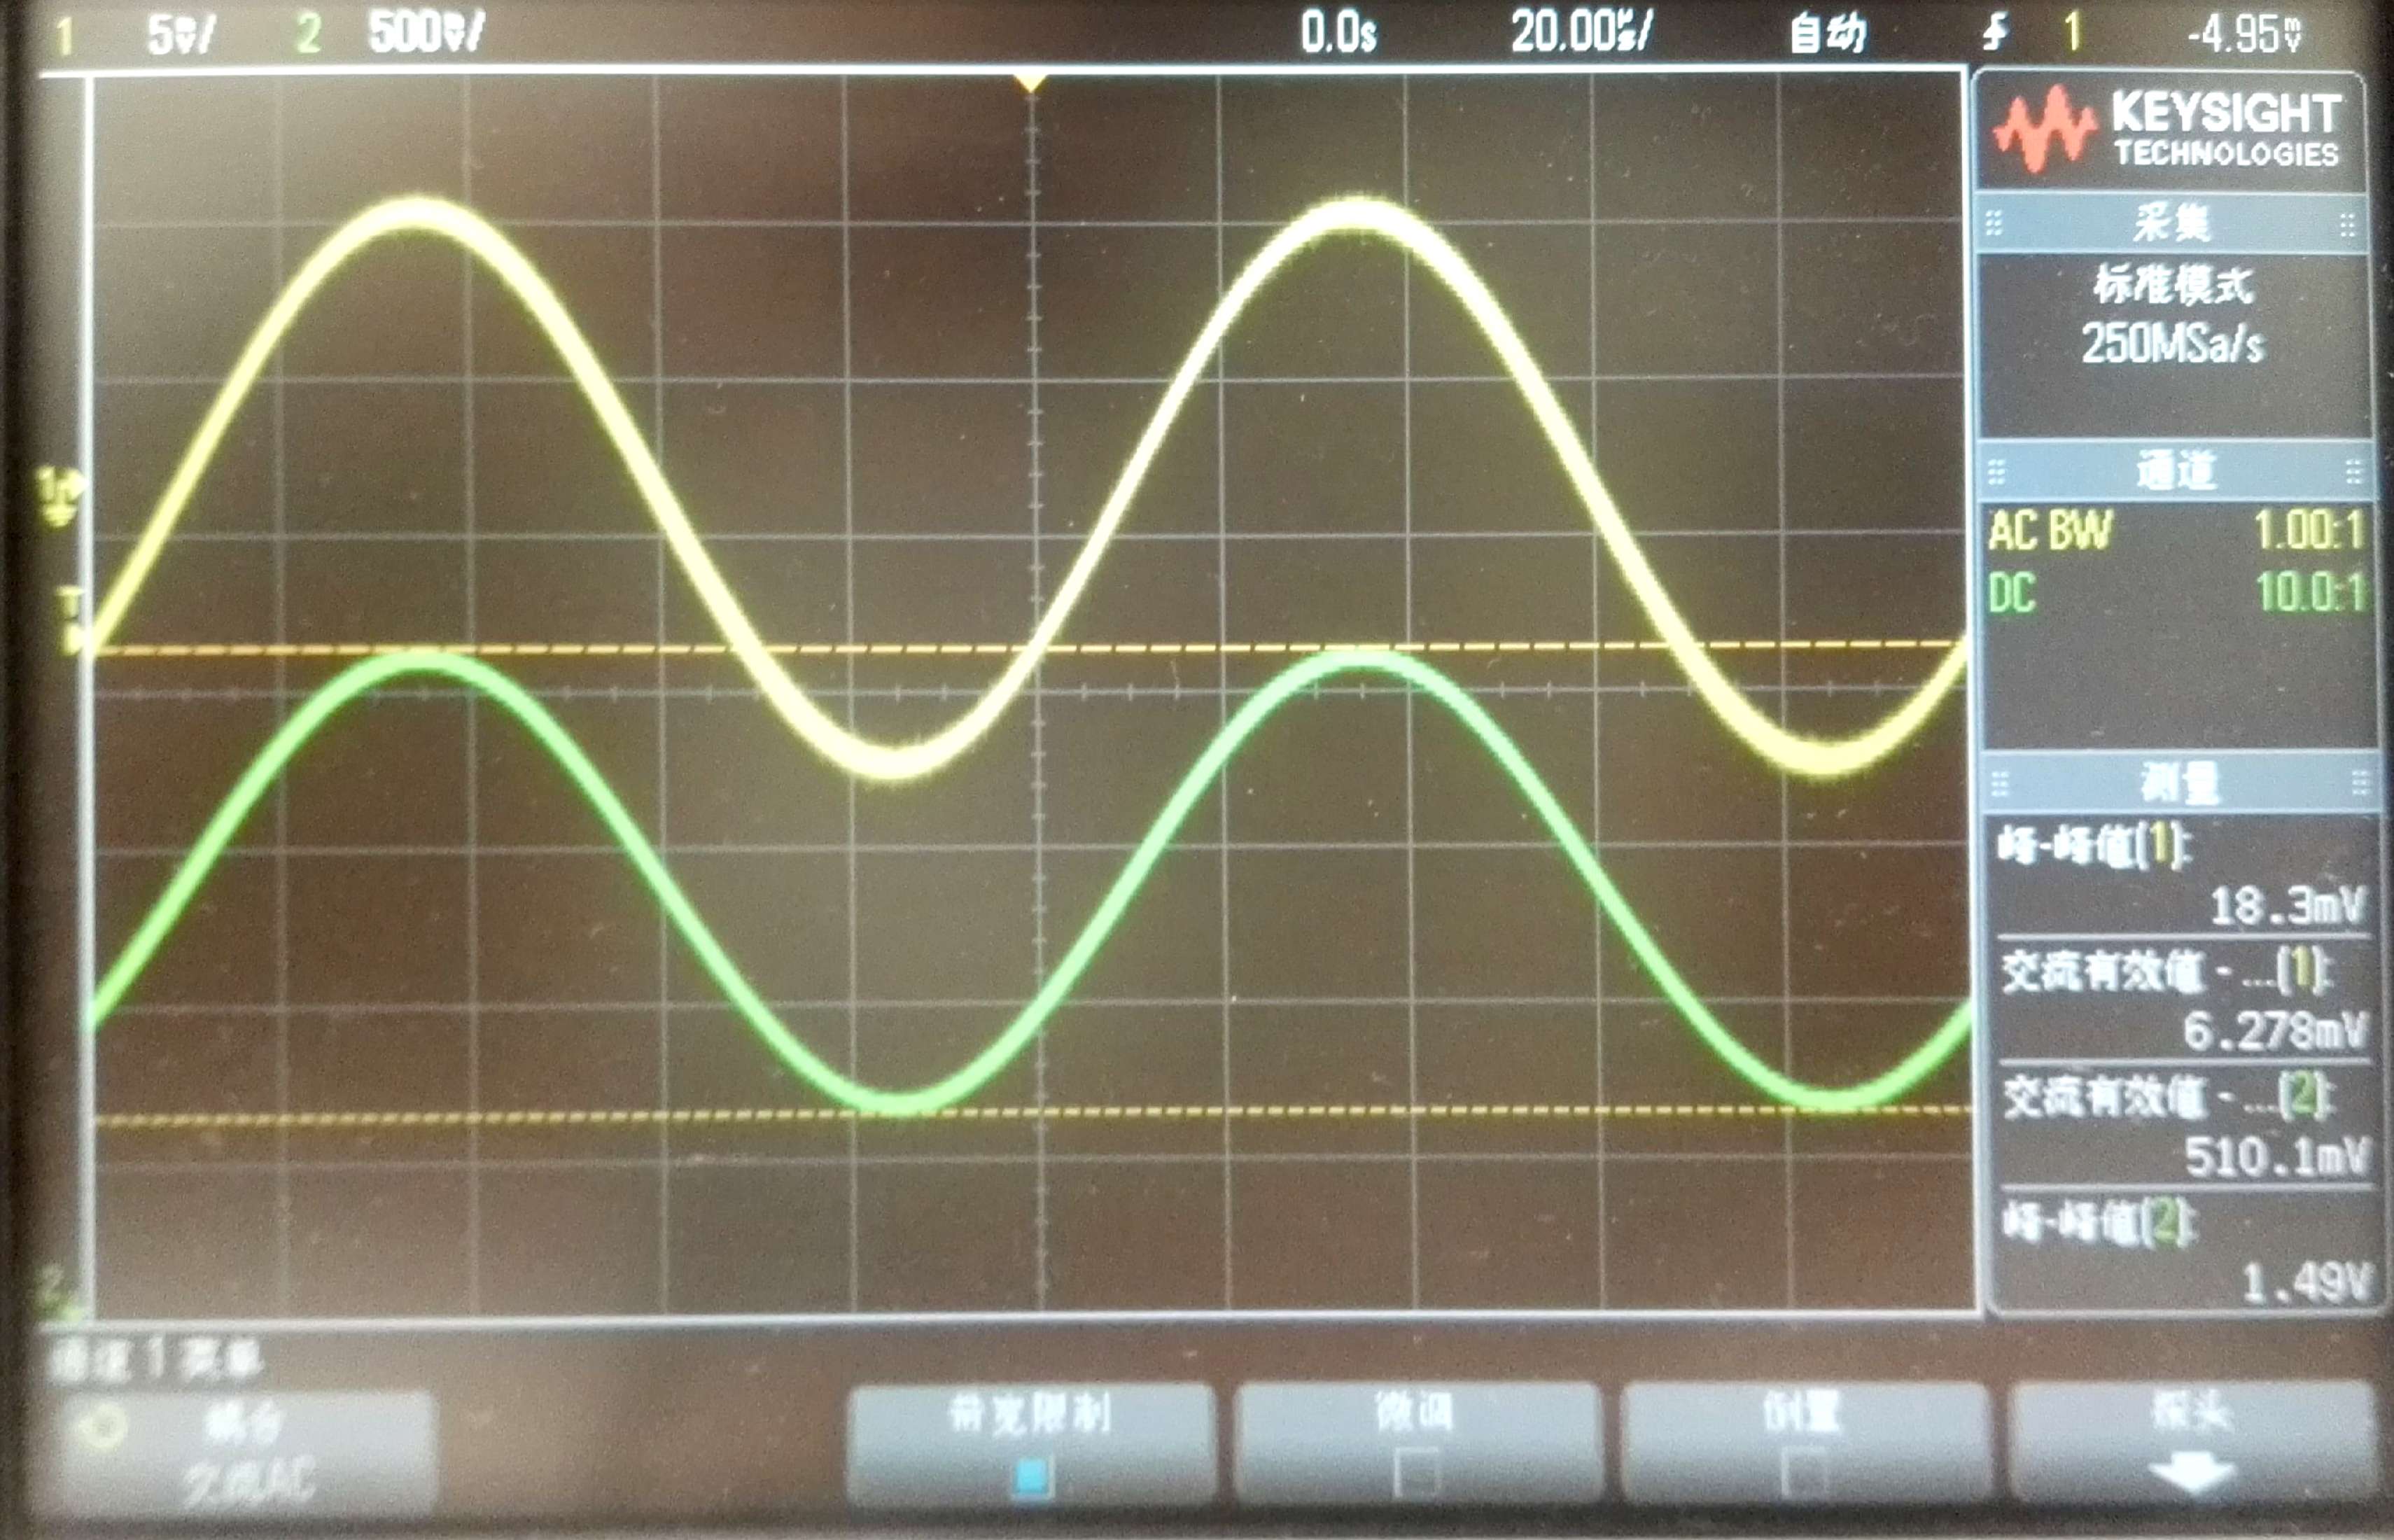 1 5mV/ 2 500mV/ 0.0s 20.00µs/ 自动 1 -4.95mV
KEYSIGHT
TECHNOLOGIES
采集
标准模式
250MSa/s
通道
AC BW 1.00:1
DC 10.0:1
测量
峰-峰值(1):
18.3mV
交流有效值 - ...(1):
6.278mV
交流有效值 - ...(2):
510.1mV
峰-峰值(2):
1.49V
1
T
2
通道 1 菜单
耦合
交流AC
带宽限制
微调
倒置
探头